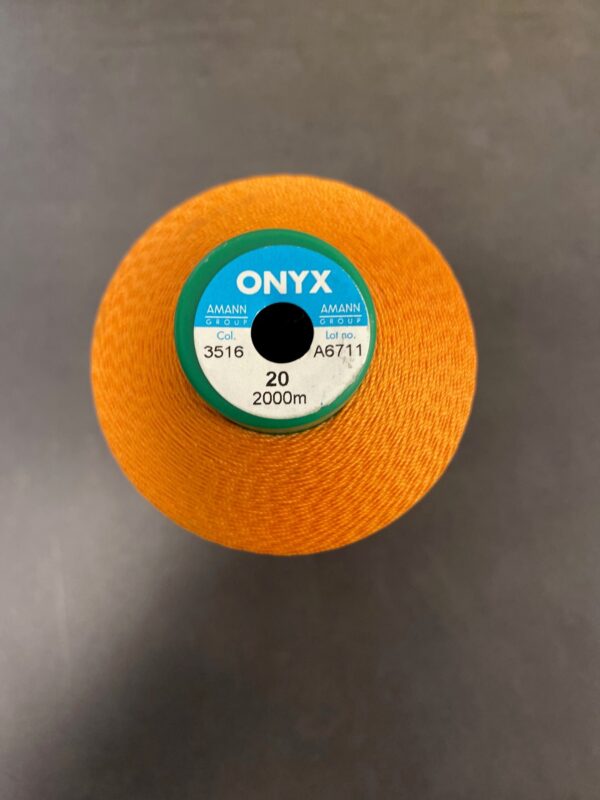 ONYX
AMANN AMANN
GROUP GROUP
Col. Lot no.
3516 A6711
20
2000m